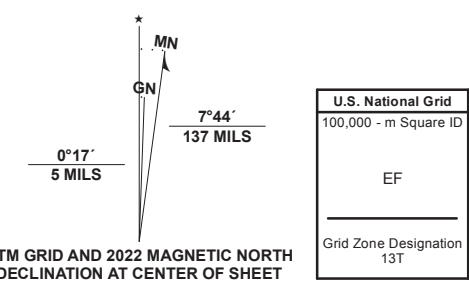 ★
MN
GN
7°44´
137 MILS
0°17´
5 MILS
TM GRID AND 2022 MAGNETIC NORTH
DECLINATION AT CENTER OF SHEET
U.S. National Grid
100,000 - m Square ID
EF
Grid Zone Designation
13T